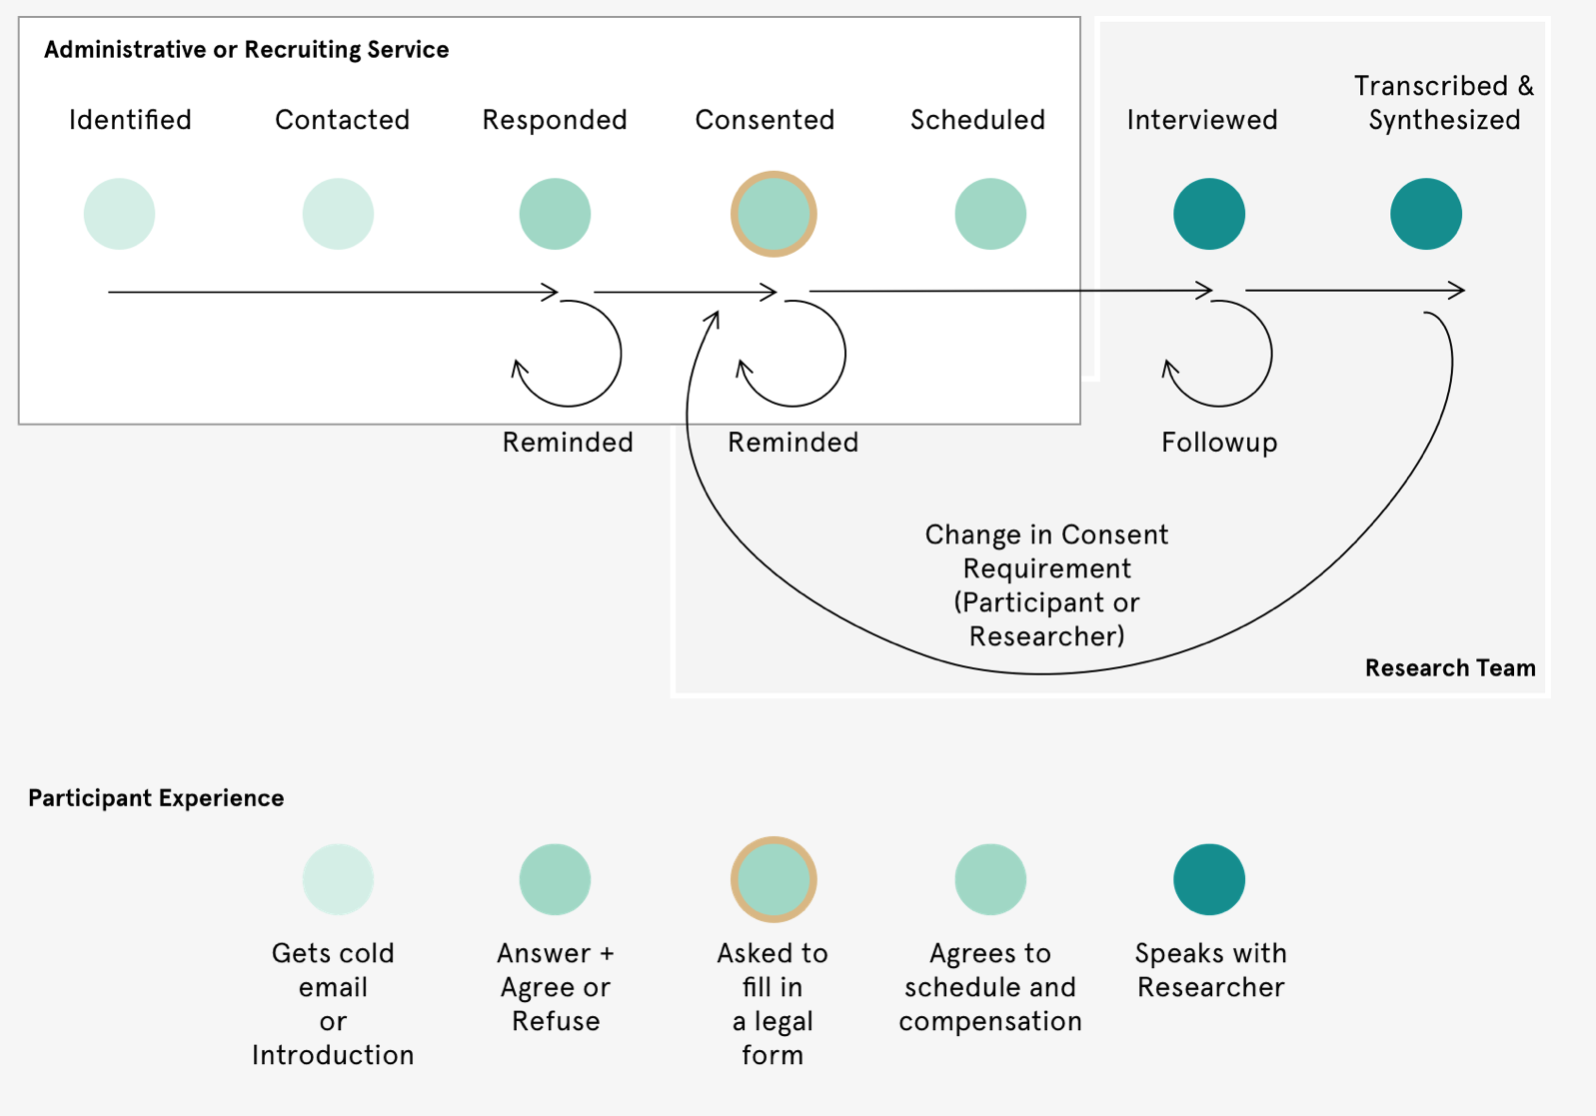 Administrative or Recruiting Service
Identified
Contacted
Responded
Consented
Scheduled
Interviewed
Transcribed &
Synthesized
Reminded
Reminded
Followup
Change in Consent
Requirement
(Participant or
Researcher)
Research Team
Participant Experience
Gets cold
email
or
Introduction
Answer +
Agree or
Refuse
Asked to
fill in
a legal
form
Agrees to
schedule and
compensation
Speaks with
Researcher